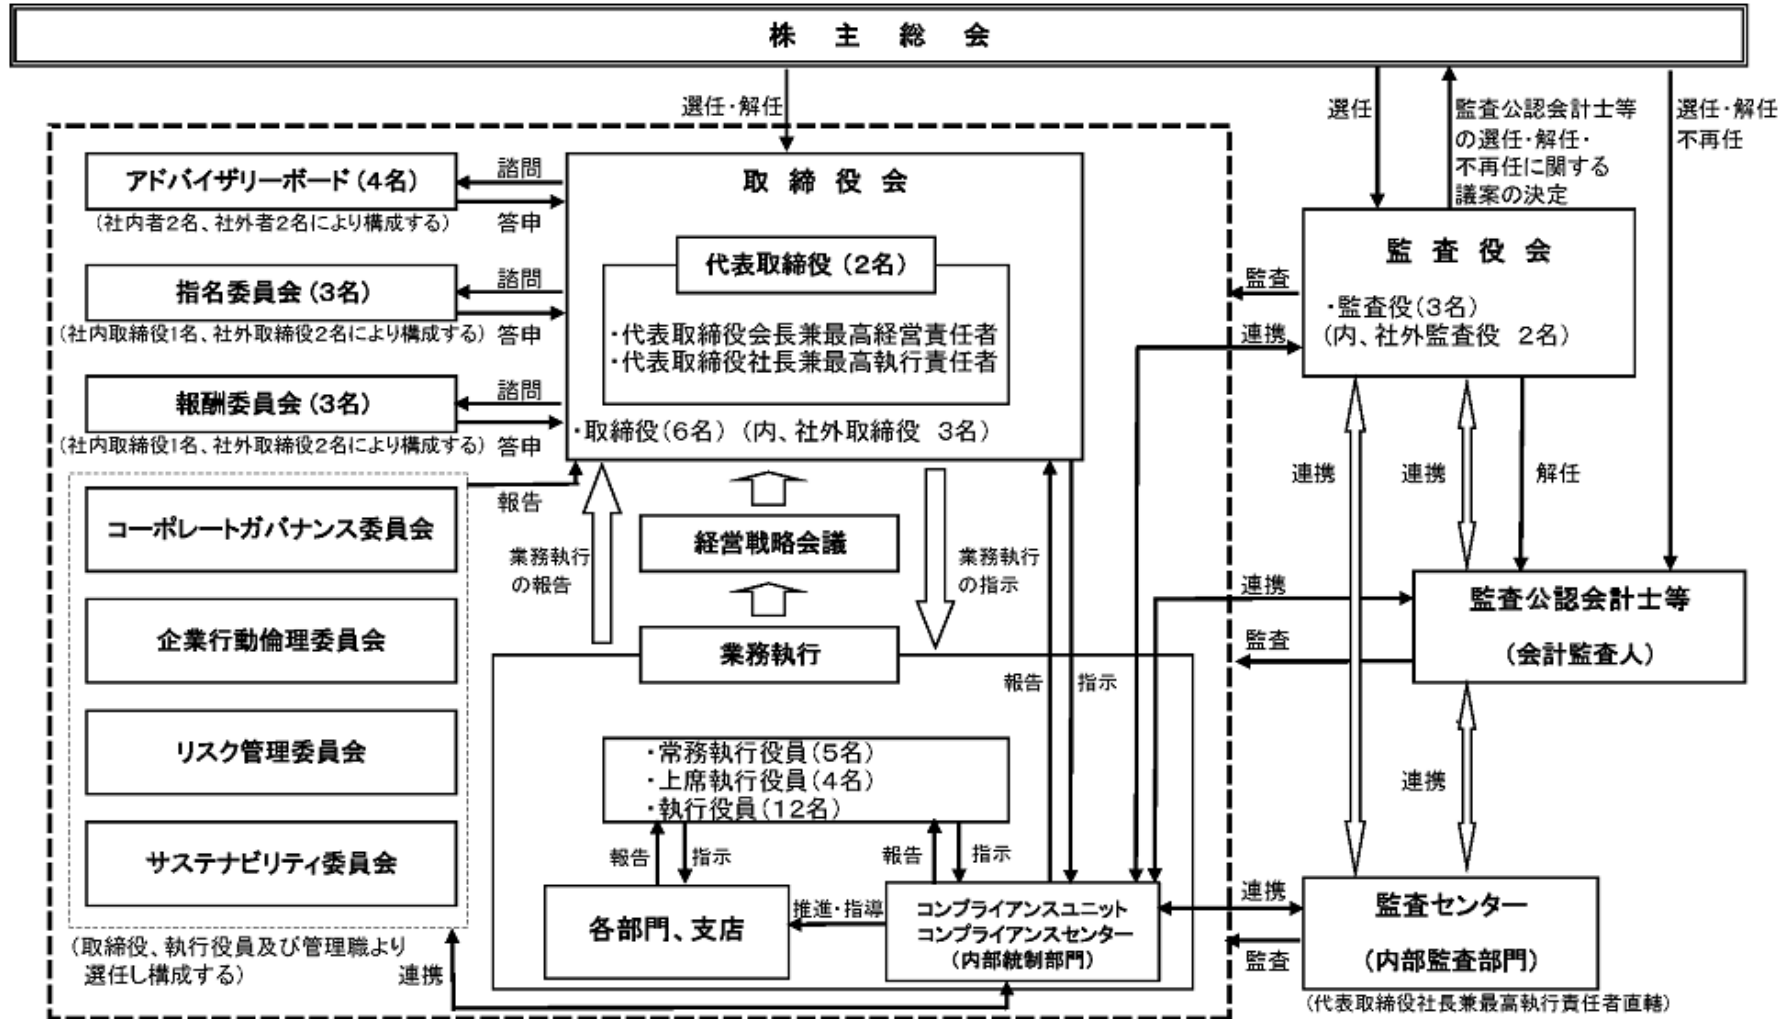 株主総会
選任・解任
選任
監査公認会計士等
の選任・解任・
不再任に関する
議案の決定
選任・解任
不再任
アドバイザリーボード(4名)
(社内者2名、社外者2名により構成する)
諮問
答申
指名委員会(3名)
(社内取締役1名、社外取締役2名により構成する)
諮問
答申
報酬委員会(3名)
(社内取締役1名、社外取締役2名により構成する)
諮問
答申
取締役会
代表取締役(2名)
・代表取締役会長兼最高経営責任者
・代表取締役社長兼最高執行責任者
・取締役(6名) (内、社外取締役 3名)
監査役会
・監査役(3名)
(内、社外監査役 2名)
監査
連携
報告
コーポレートガバナンス委員会
企業行動倫理委員会
リスク管理委員会
サステナビリティ委員会
(取締役、執行役員及び管理職より
選任し構成する)
連携
業務執行
の報告
経営戦略会議
業務執行
の指示
業務執行
報告
指示
・常務執行役員(5名)
・上席執行役員(4名)
・執行役員(12名)
報告
指示
報告
指示
各部門、支店
推進・指導
コンプライアンスユニット
コンプライアンスセンター
(内部統制部門)
連携
連携
解任
連携
監査
監査公認会計士等
(会計監査人)
連携
連携
監査
監査センター
(内部監査部門)
(代表取締役社長兼最高執行責任者直轄)